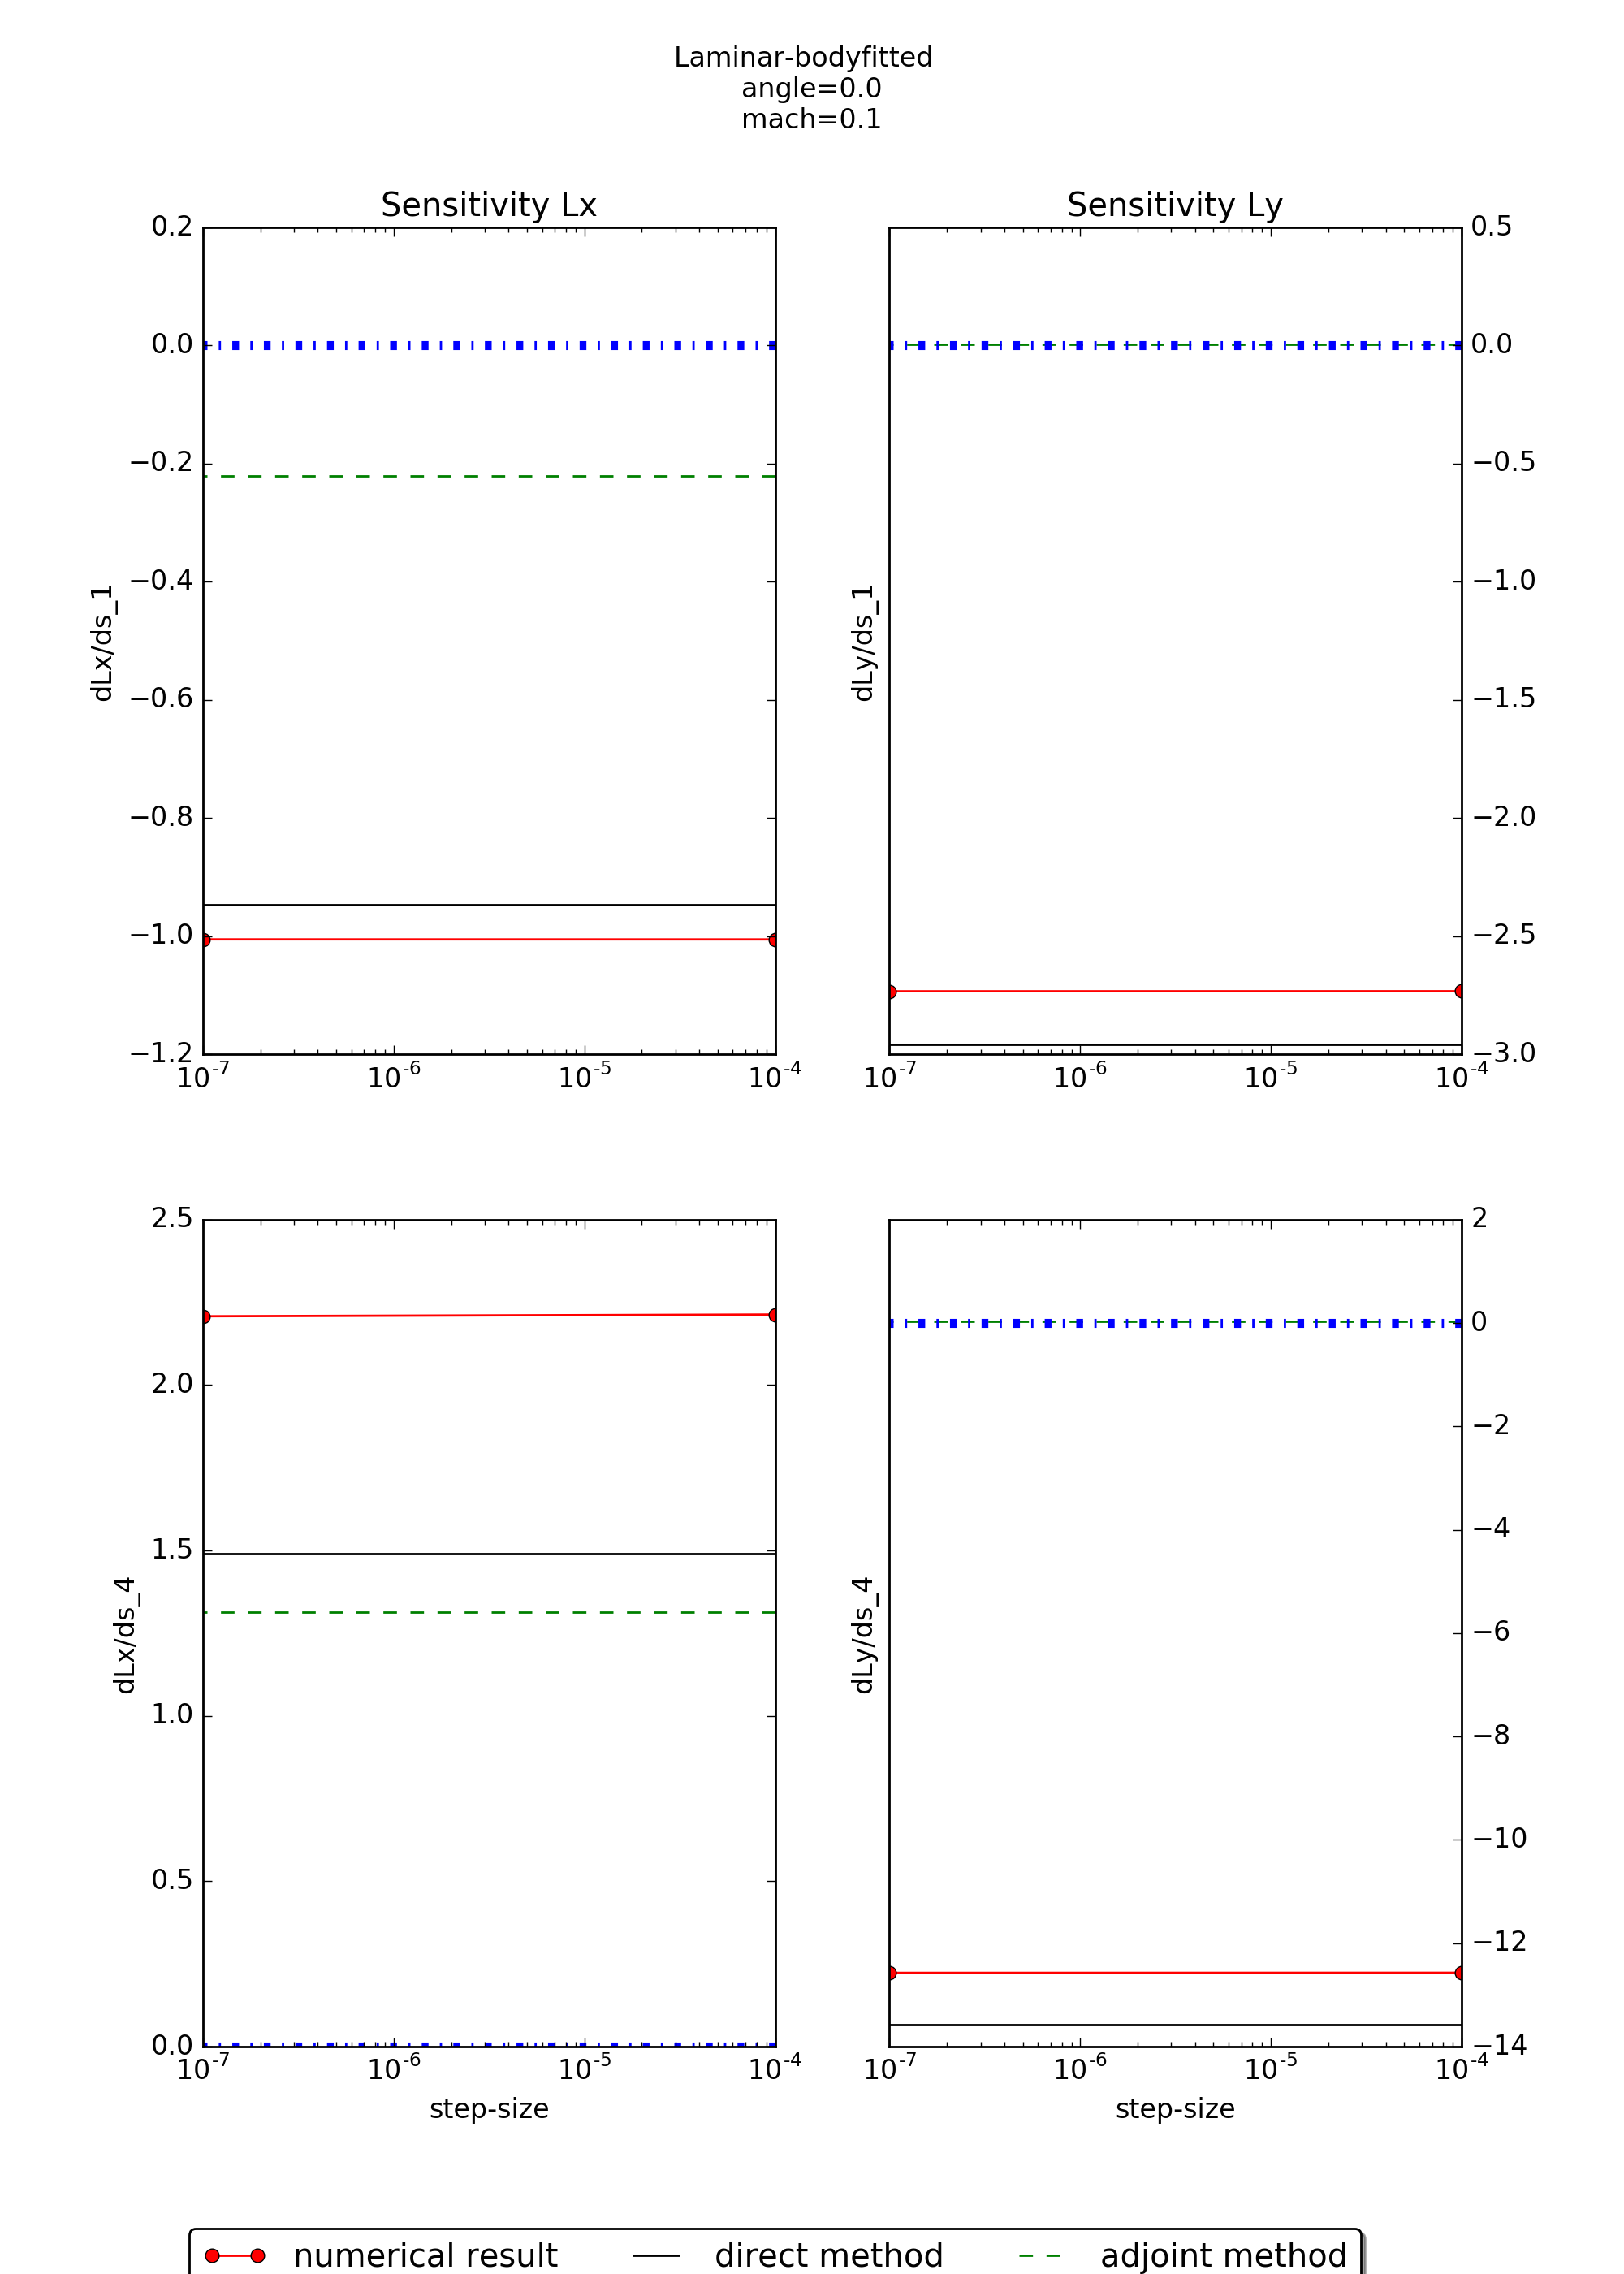 Laminar-bodyfitted
angle=0.0
mach=0.1
Sensitivity Lx
Sensitivity Ly
0.2
0.0
−0.2
−0.4
−0.6
−0.8
−1.0
−1.2
dLx/ds_1
10^-7 10^-6 10^-5 10^-4
dLy/ds_1
0.5
0.0
−0.5
−1.0
−1.5
−2.0
−2.5
−3.0
10^-7 10^-6 10^-5 10^-4
2.5
2.0
1.5
1.0
0.5
0.0
dLx/ds_4
10^-7 10^-6 10^-5 10^-4
step-size
dLy/ds_4
2
0
−2
−4
−6
−8
−10
−12
−14
10^-7 10^-6 10^-5 10^-4
step-size
numerical result direct method adjoint method